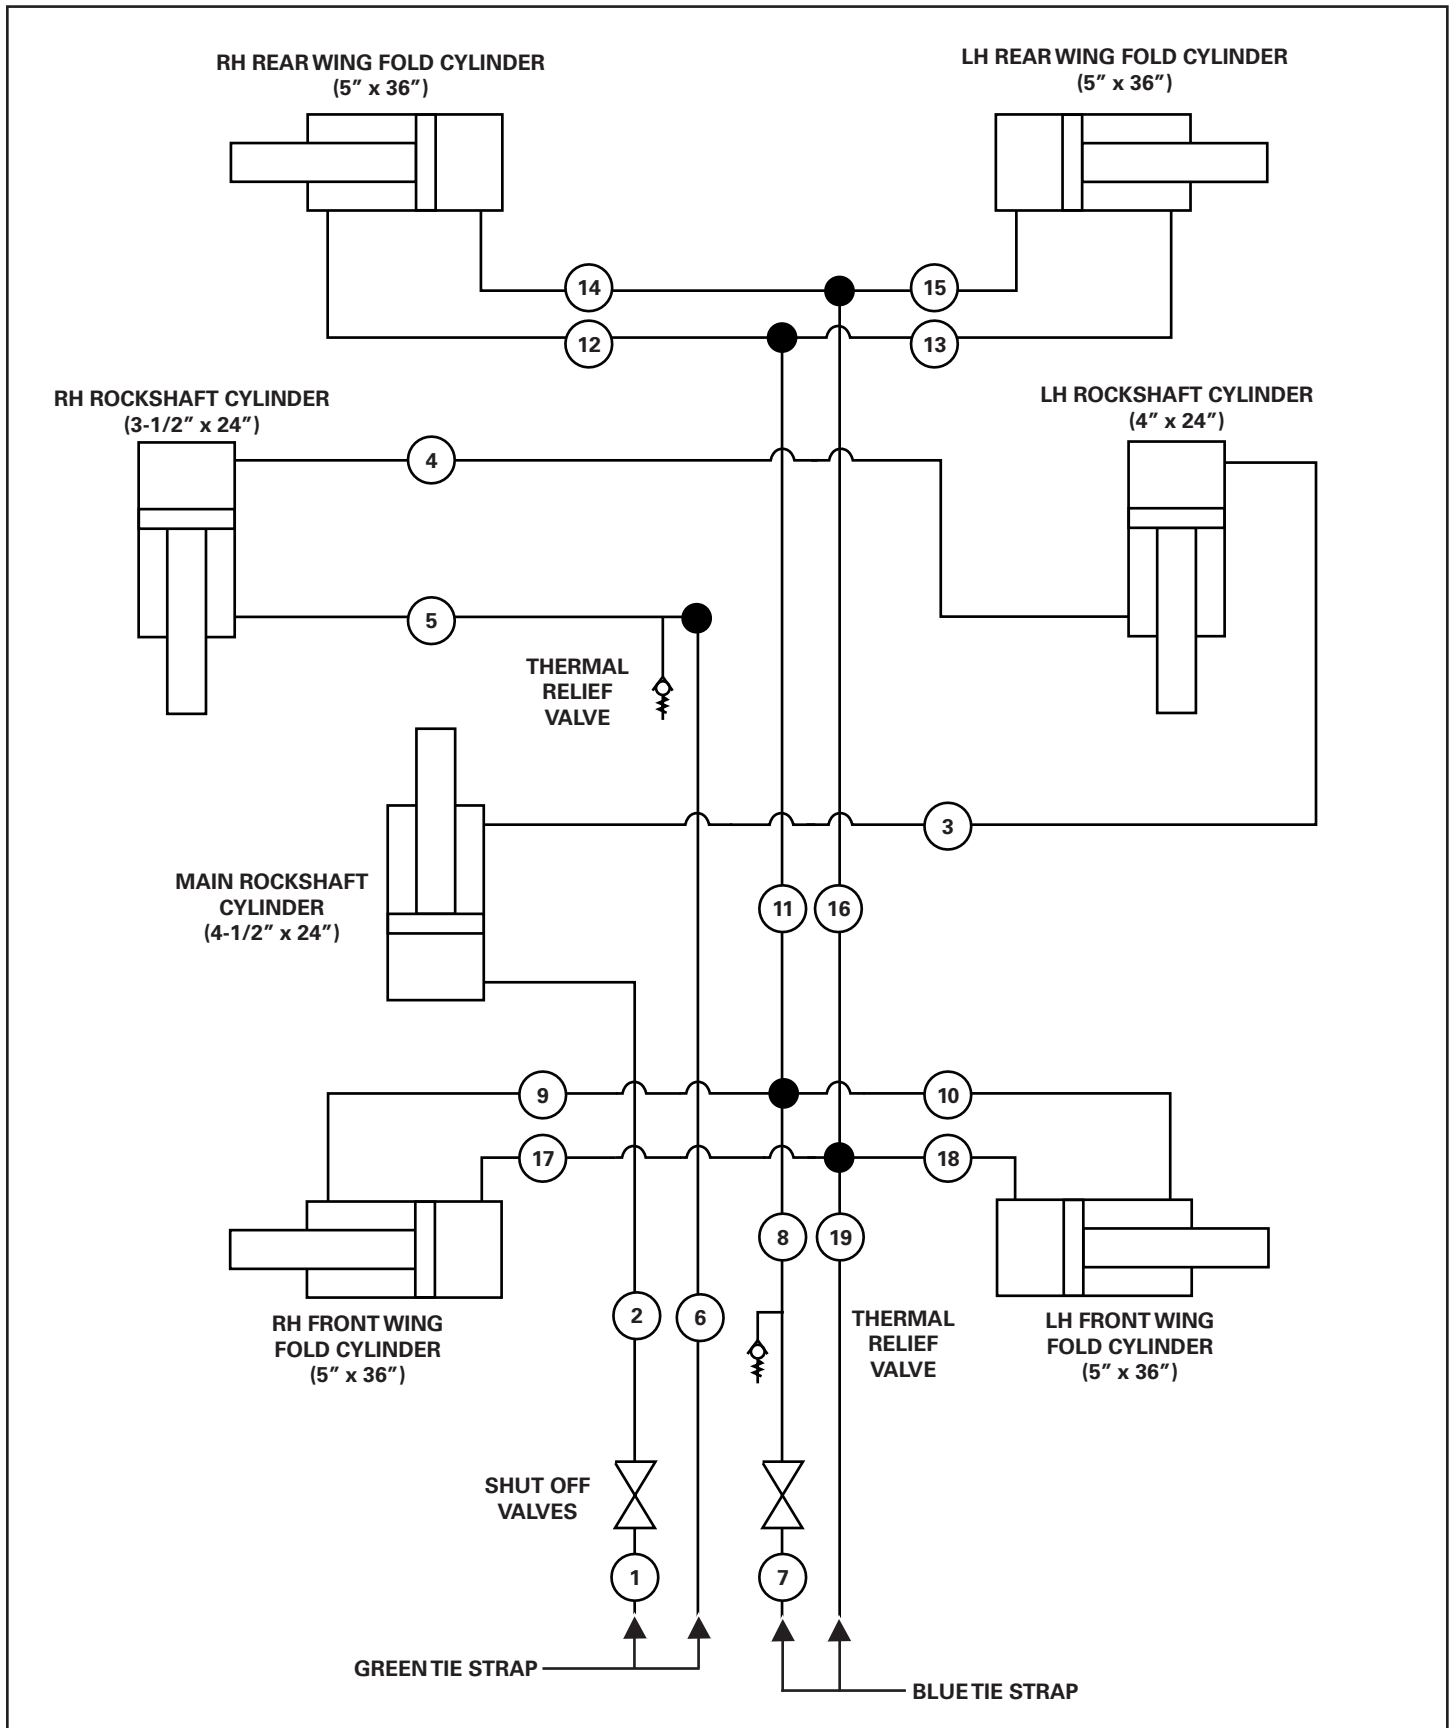 RH REAR WING FOLD CYLINDER
(5″ x 36″)
LH REAR WING FOLD CYLINDER
(5″ x 36″)
14
15
12
13
RH ROCKSHAFT CYLINDER
(3-1/2″ x 24″)
LH ROCKSHAFT CYLINDER
(4″ x 24″)
4
5
THERMAL
RELIEF
VALVE
3
MAIN ROCKSHAFT
CYLINDER
(4-1/2″ x 24″)
11
16
9
10
17
18
8
19
2
6
RH FRONT WING
FOLD CYLINDER
(5″ x 36″)
THERMAL
RELIEF
VALVE
LH FRONT WING
FOLD CYLINDER
(5″ x 36″)
SHUT OFF
VALVES
1
7
GREEN TIE STRAP
BLUE TIE STRAP